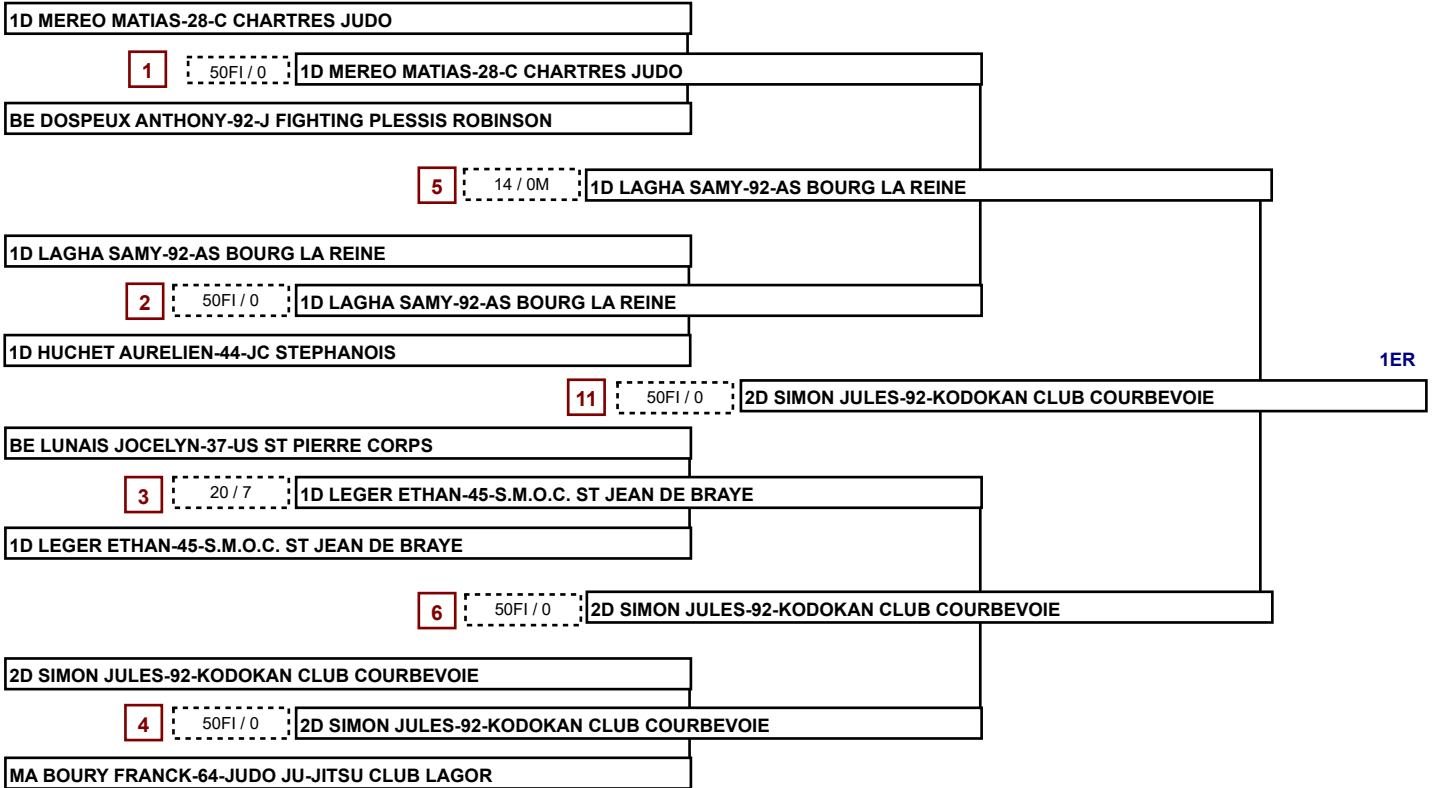 1D MEREO MATIAS-28-C CHARTRES JUDO
1 50FI / 0 1D MEREO MATIAS-28-C CHARTRES JUDO
BE DOSPEUX ANTHONY-92-J FIGHTING PLESSIS ROBINSON
5 14 / 0M 1D LAGHA SAMY-92-AS BOURG LA REINE
1D LAGHA SAMY-92-AS BOURG LA REINE
2 50FI / 0 1D LAGHA SAMY-92-AS BOURG LA REINE
1D HUCHET AURELIEN-44-JC STEPHANOIS
1ER
11 50FI / 0 2D SIMON JULES-92-KODOKAN CLUB COURBEVOIE
BE LUNAIS JOCELYN-37-US ST PIERRE CORPS
3 20 / 7 1D LEGER ETHAN-45-S.M.O.C. ST JEAN DE BRAYE
1D LEGER ETHAN-45-S.M.O.C. ST JEAN DE BRAYE
6 50FI / 0 2D SIMON JULES-92-KODOKAN CLUB COURBEVOIE
2D SIMON JULES-92-KODOKAN CLUB COURBEVOIE
4 50FI / 0 2D SIMON JULES-92-KODOKAN CLUB COURBEVOIE
MA BOURY FRANCK-64-JUDO JU-JITSU CLUB LAGOR